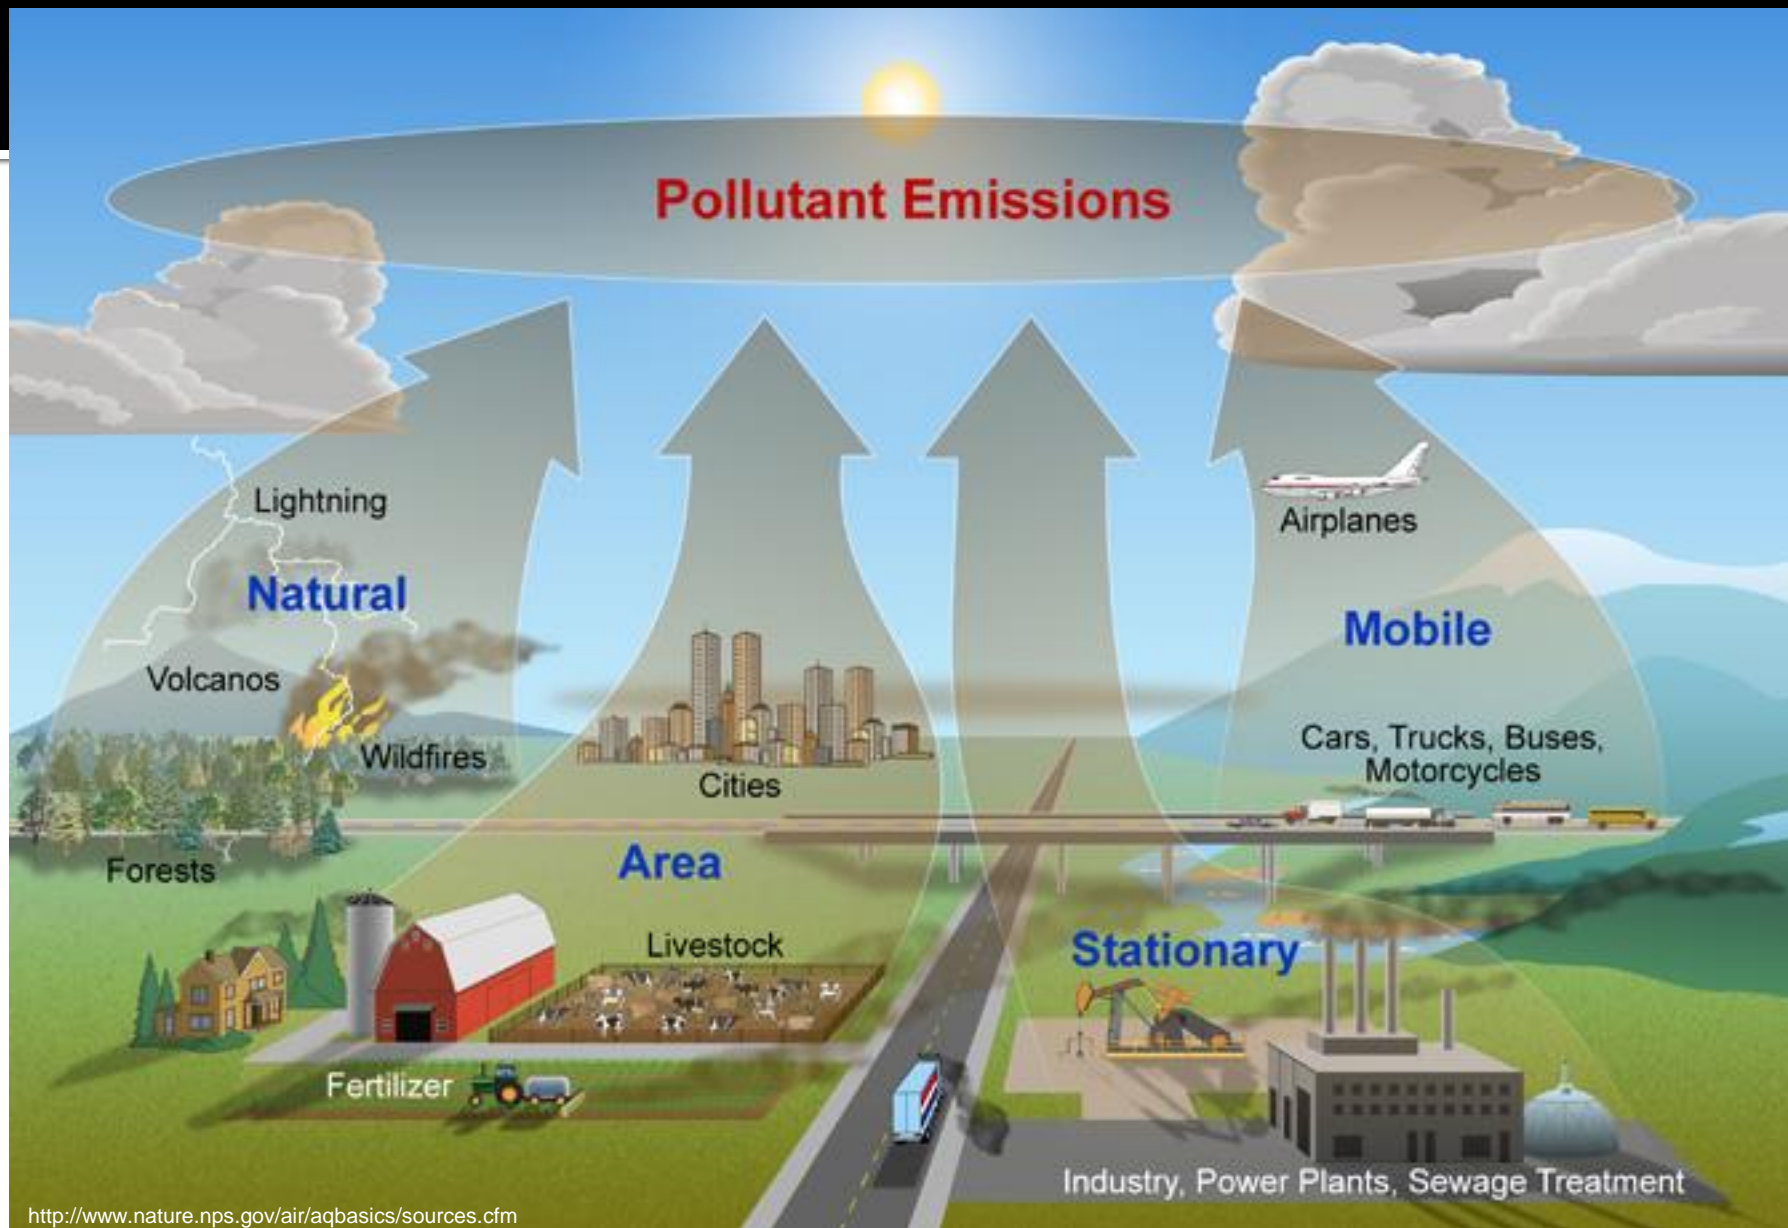 Pollutant Emissions
Lightning
Natural
Volcanos
Wildfires
Forests
Cities
Area
Livestock
Fertilizer
Airplanes
Mobile
Cars, Trucks, Buses,
Motorcycles
Stationary
Industry, Power Plants, Sewage Treatment
http://www.nature.nps.gov/air/aqbasics/sources.cfm